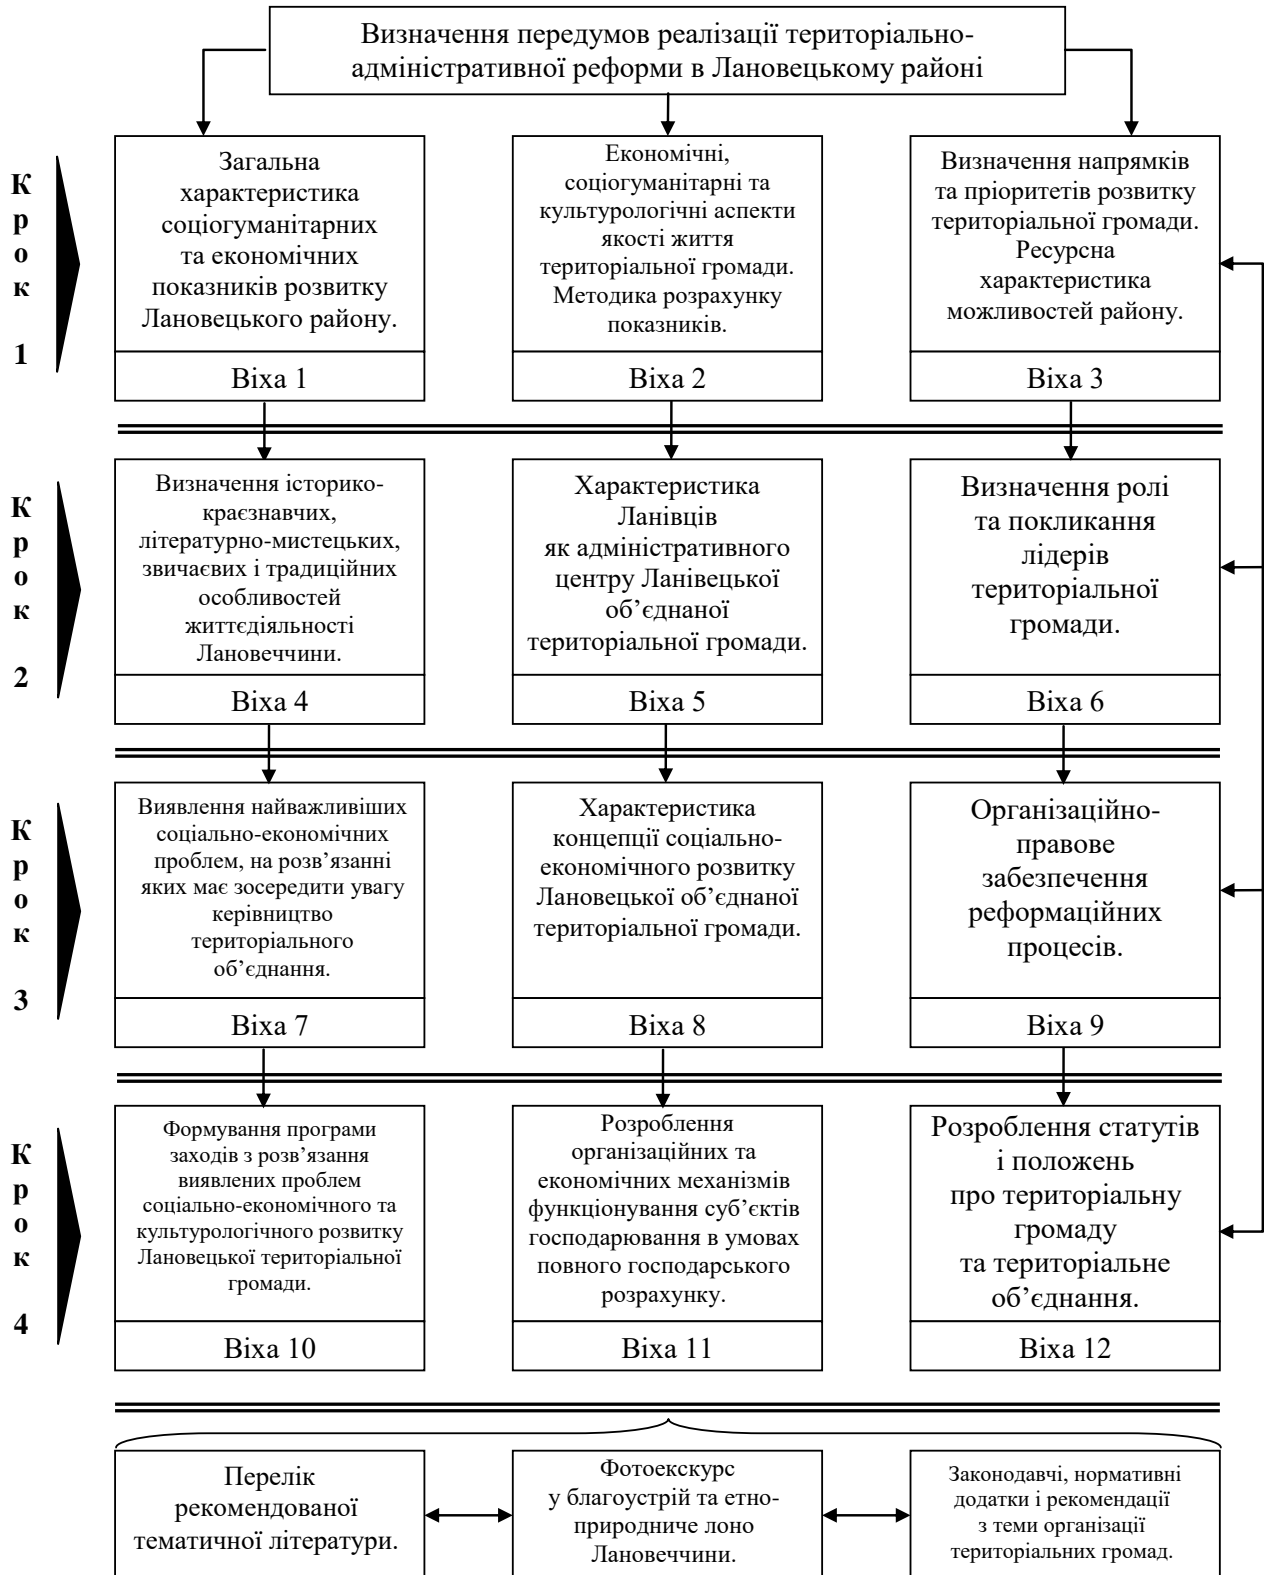 Визначення передумов реалізації територіально-
адміністративної реформи в Лановецькому районі
К
р
о
к
1
Загальна
характеристика
соціогуманітарних
та економічних
показників розвитку
Лановецького району.
Віха 1
Економічні,
соціогуманітарні та
культурологічні аспекти
якості життя
територіальної громади.
Методика розрахунку
показників.
Віха 2
Визначення напрямків
та пріоритетів розвитку
територіальної громади.
Ресурсна
характеристика
можливостей району.
Віха 3
К
р
о
к
2
Визначення історико-
краєзнавчих,
літературно-мистецьких,
звичаєвих і традиційних
особливостей
життєдіяльності
Лановеччини.
Віха 4
Характеристика
Ланівців
як адміністративного
центру Ланівецької
об’єднаної
територіальної громади.
Віха 5
Визначення ролі
та покликання
лідерів
територіальної
громади.
Віха 6
К
р
о
к
3
Виявлення найважливіших
соціально-економічних
проблем, на розв’язанні
яких має зосередити увагу
керівництво
територіального
об’єднання.
Віха 7
Характеристика
концепції соціально-
економічного розвитку
Лановецької об’єднаної
територіальної громади.
Віха 8
Організаційно-
правове
забезпечення
реформаційних
процесів.
Віха 9
К
р
о
к
4
Формування програми
заходів з розв’язання
виявлених проблем
соціально-економічного та
культурологічного розвитку
Лановецької територіальної
громади.
Віха 10
Розроблення
організаційних та
економічних механізмів
функціонування суб’єктів
господарювання в умовах
повного господарського
розрахунку.
Віха 11
Розроблення статутів
і положень
про територіальну
громаду
та територіальне
об’єднання.
Віха 12
Перелік
рекомендованої
тематичної літератури.
Фотоекскурс
у благоустрій та етно-
природниче лоно
Лановеччини.
Законодавчі, нормативні
додатки і рекомендації
з теми організації
територіальних громад.